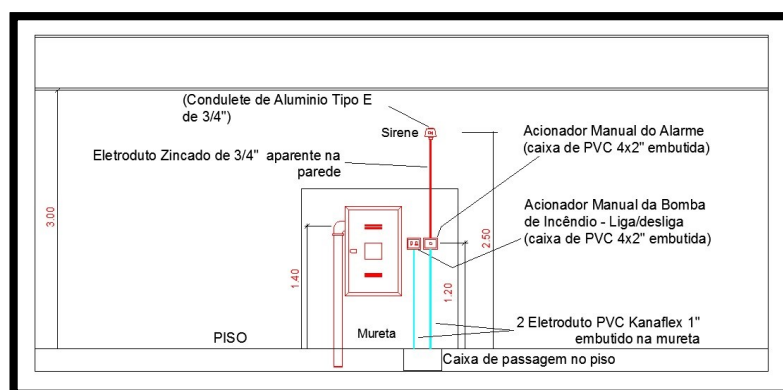 (Condulete de Aluminio Tipo E
de 3/4")
Sirene
Acionador Manual do Alarme
(caixa de PVC 4x2" embutida)
Eletroduto Zincado de 3/4" aparente na
parede
Acionador Manual da Bomba
de Incêndio - Liga/desliga
(caixa de PVC 4x2" embutida)
3.00
2.50
1.40
1.20
PISO
Mureta
2 Eletroduto PVC Kanaflex 1"
embutido na mureta
Caixa de passagem no piso